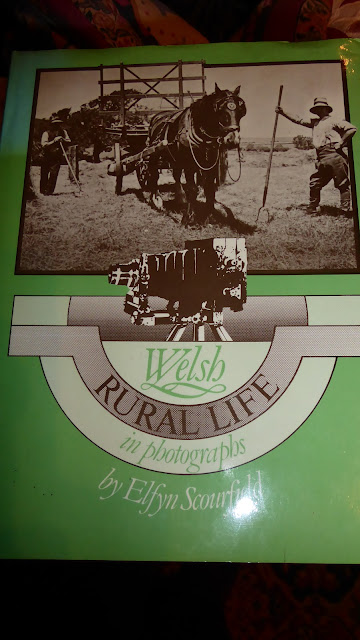 Welsh
RURAL LIFE
in photographs
by Elfyn Scourfield